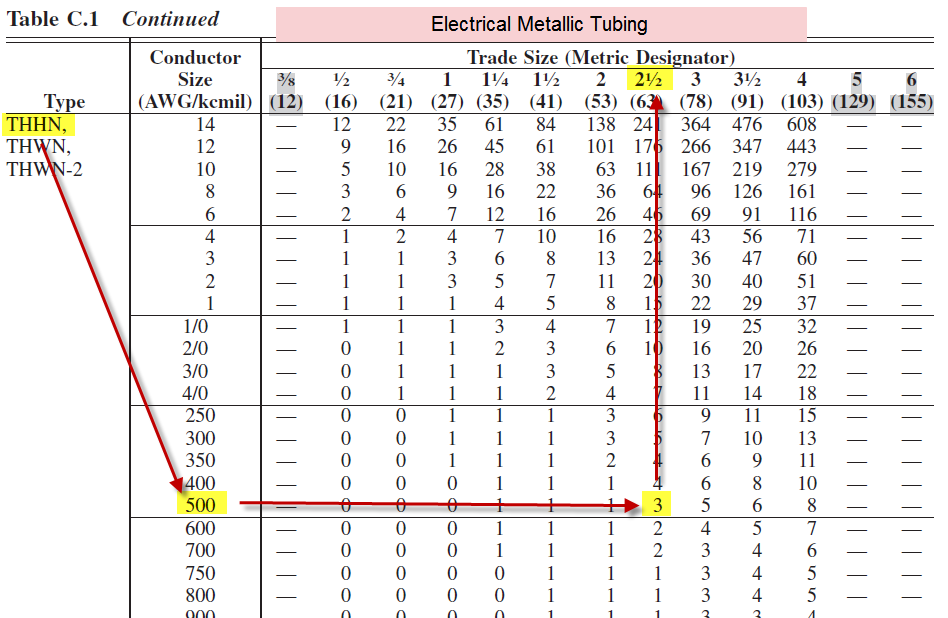 Table C.1 Continued
Electrical Metallic Tubing
Conductor Trade Size (Metric Designator)
Size ⅜ ½ ¾ 1 1¼ 1½ 2 2½ 3 3½ 4 5 6
Type (AWG/kcmil) (12) (16) (21) (27) (35) (41) (53) (63) (78) (91) (103) (129) (155)
THHN, 14 — 12 22 35 61 84 138 241 364 476 608 — —
THWN, 12 — 9 16 26 45 61 101 176 266 347 443 — —
THWN-2 10 — 5 10 16 28 38 63 111 167 219 279 — —
8 — 3 6 9 16 22 36 64 96 126 161 — —
6 — 2 4 7 12 16 26 46 69 91 116 — —
4 — 1 2 4 7 10 16 28 43 56 71 — —
3 — 1 1 3 6 8 13 24 36 47 60 — —
2 — 1 1 3 5 7 11 20 30 40 51 — —
1 — 1 1 1 4 5 8 15 22 29 37 — —
1/0 — 1 1 1 3 4 7 12 19 25 32 — —
2/0 — 0 1 1 2 3 6 10 16 20 26 — —
3/0 — 0 1 1 1 3 5 8 13 17 22 — —
4/0 — 0 1 1 1 2 4 7 11 14 18 — —
250 — 0 0 1 1 1 3 6 9 11 15 — —
300 — 0 0 1 1 1 3 5 7 10 13 — —
350 — 0 0 1 1 1 2 4 6 9 11 — —
400 — 0 0 0 1 1 1 4 6 8 10 — —
500 — 0 0 0 1 1 1 3 5 6 8 — —
600 — 0 0 0 1 1 1 2 4 5 7 — —
700 — 0 0 0 1 1 1 2 3 4 6 — —
750 — 0 0 0 0 1 1 1 3 4 5 — —
800 — 0 0 0 0 1 1 1 3 4 5 — —
900 — 0 0 0 0 1 1 1 3 3 4 — —